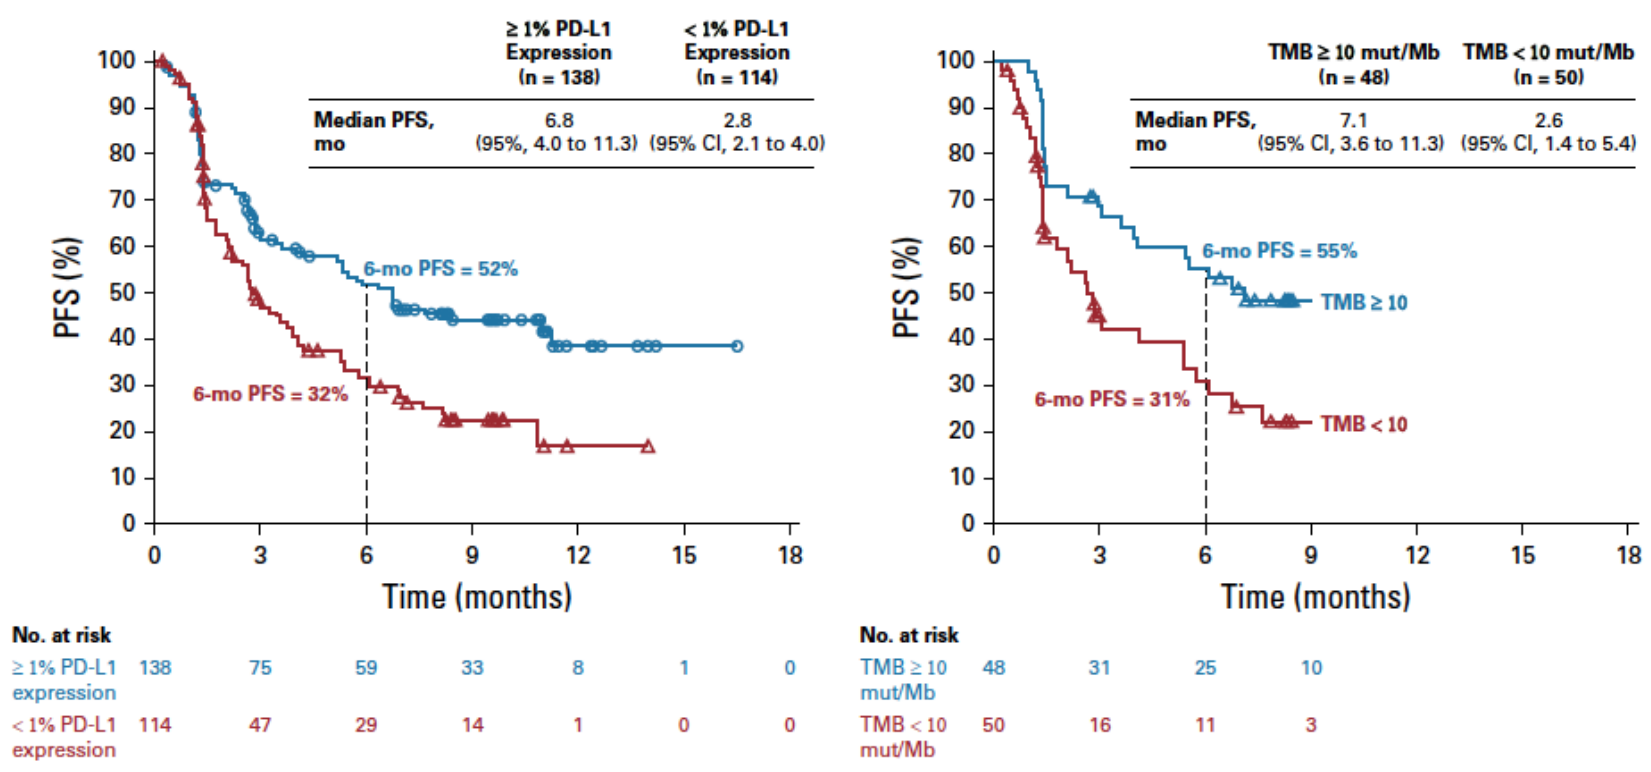 ≥ 1% PD-L1 Expression (n = 138)
< 1% PD-L1 Expression (n = 114)
Median PFS, mo
6.8 (95%, 4.0 to 11.3)
2.8 (95% CI, 2.1 to 4.0)
PFS (%)
100
90
80
70
60
50
40
30
20
10
0
6-mo PFS = 52%
6-mo PFS = 32%
0 3 6 9 12 15 18
Time (months)
No. at risk
≥ 1% PD-L1 138 75 59 33 8 1 0
expression
< 1% PD-L1 114 47 29 14 1 0 0
expression
TMB ≥ 10 mut/Mb (n = 48)
TMB < 10 mut/Mb (n = 50)
Median PFS, mo
7.1 (95% CI, 3.6 to 11.3)
2.6 (95% CI, 1.4 to 5.4)
PFS (%)
100
90
80
70
60
50
40
30
20
10
0
6-mo PFS = 55%
TMB ≥ 10
6-mo PFS = 31%
TMB < 10
0 3 6 9 12 15 18
Time (months)
No. at risk
TMB ≥ 10 48 31 25 10
mut/Mb
TMB < 10 50 16 11 3
mut/Mb